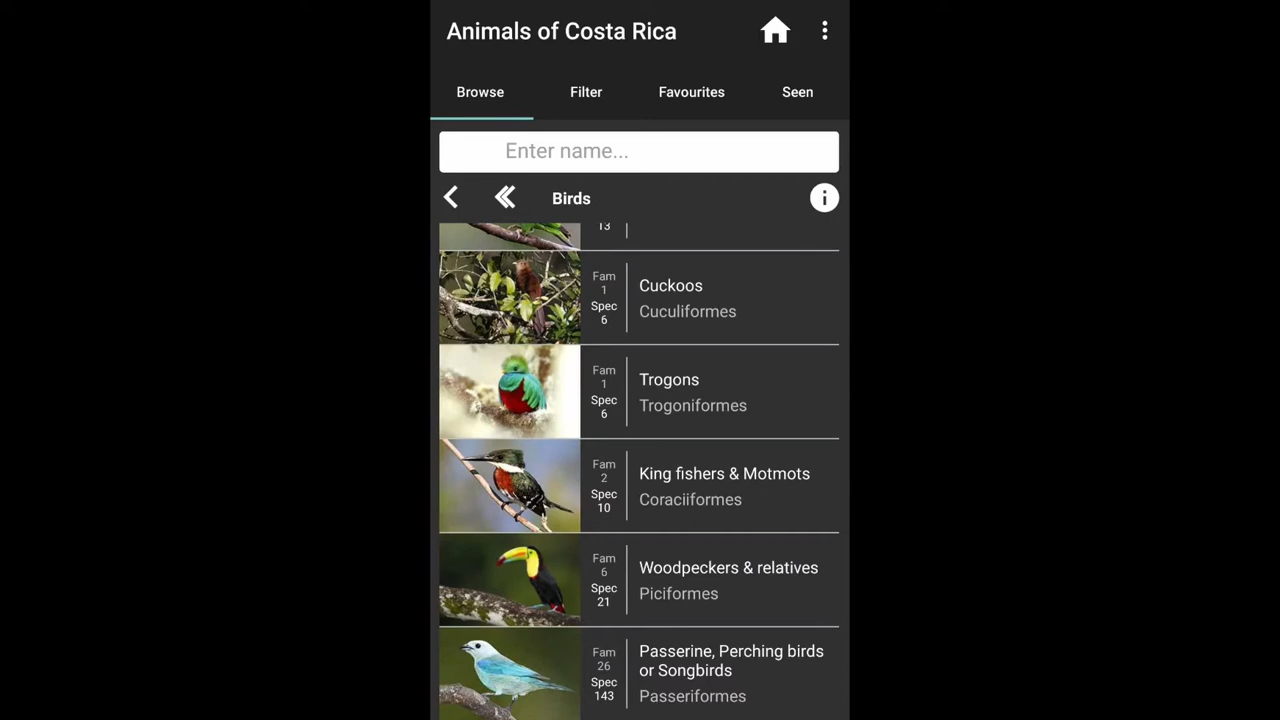 Animals of Costa Rica
Browse
Filter
Favourites
Seen
Enter name...
Birds
13
Fam
1
Spec
6
Cuckoos
Cuculiformes
Fam
1
Spec
6
Trogons
Trogoniformes
Fam
2
Spec
10
King fishers & Motmots
Coraciiformes
Fam
6
Spec
21
Woodpeckers & relatives
Piciformes
Fam
26
Spec
143
Passerine, Perching birds
or Songbirds
Passeriformes